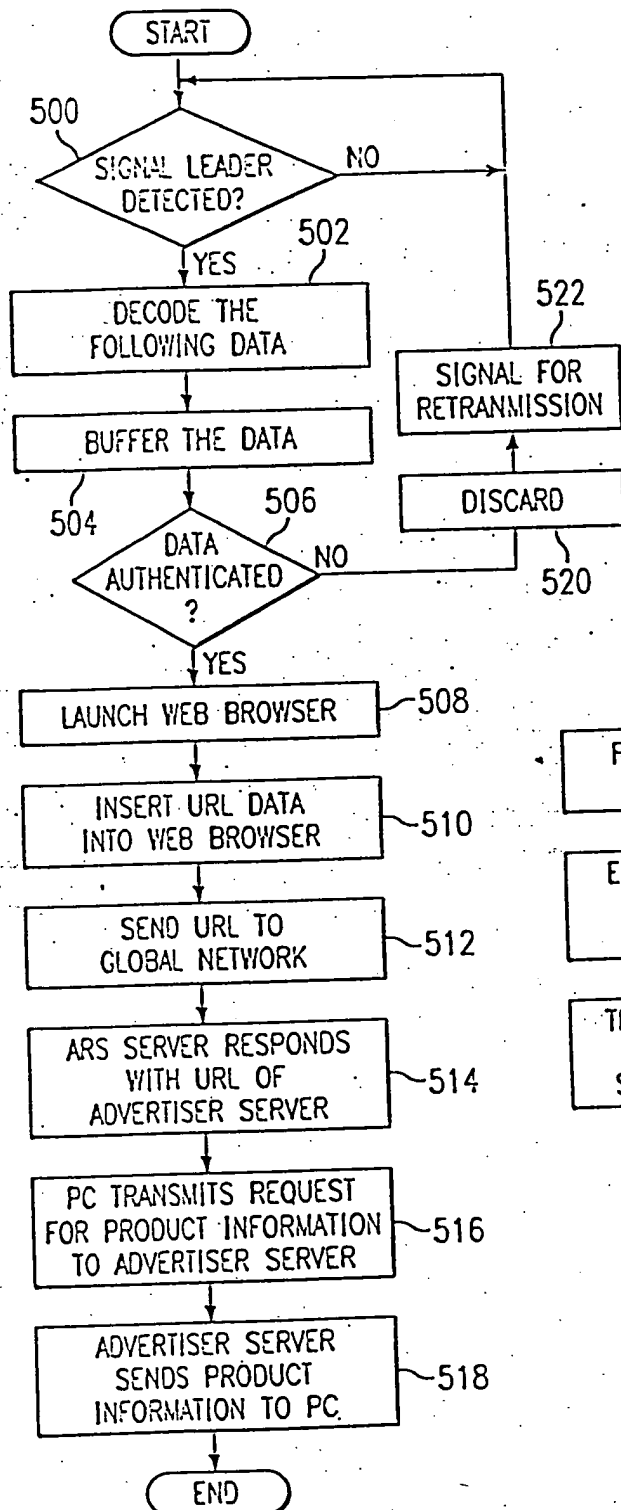 START
500
SIGNAL LEADER
DETECTED?
NO
YES
502
DECODE THE
FOLLOWING DATA
522
SIGNAL FOR
RETRANMISSION
BUFFER THE DATA
504
506
DISCARD
520
DATA
AUTHENTICATED
?
NO
YES
LAUNCH WEB BROWSER
508
INSERT URL DATA
INTO WEB BROWSER
510
SEND URL TO
GLOBAL NETWORK
512
ARS SERVER RESPONDS
WITH URL OF
ADVERTISER SERVER
514
PC TRANSMITS REQUEST
FOR PRODUCT INFORMATION
TO ADVERTISER SERVER
516
ADVERTISER SERVER
SENDS PRODUCT
INFORMATION TO PC.
518
END
F
E
S